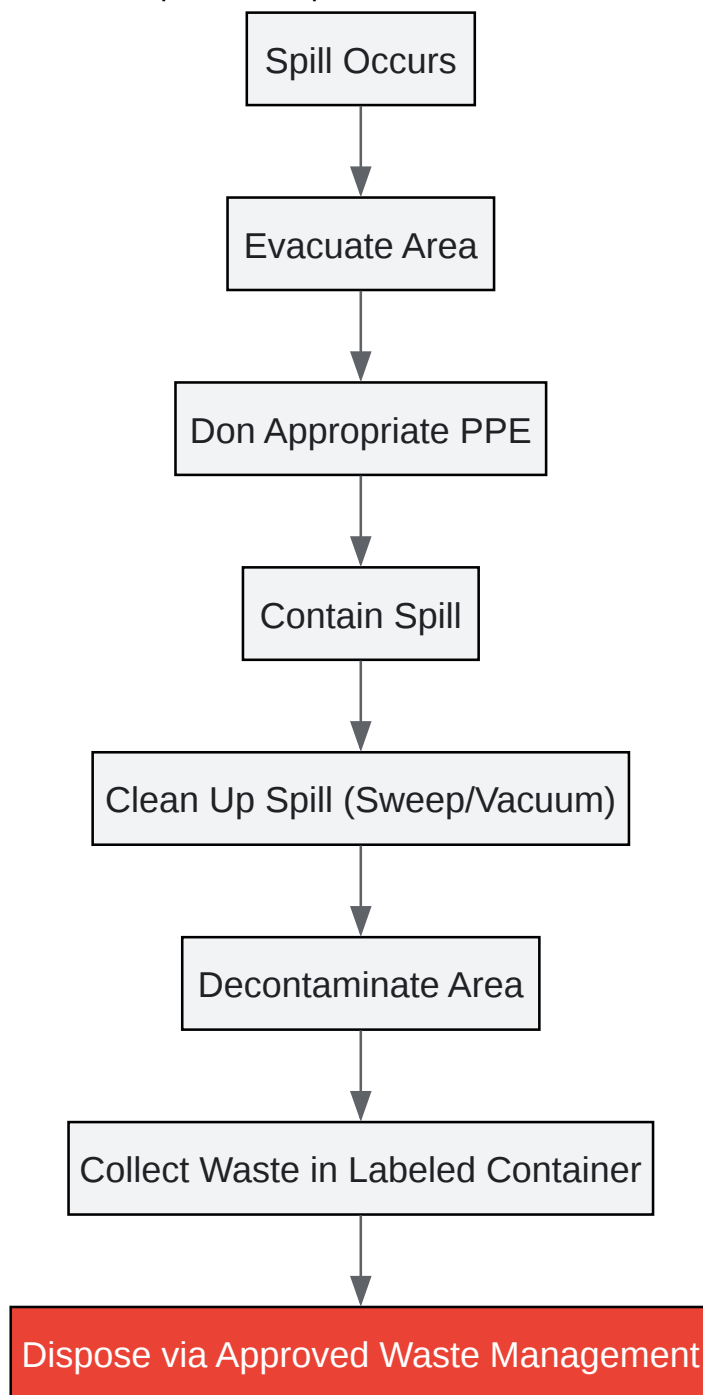 Spill Occurs
Evacuate Area
Don Appropriate PPE
Contain Spill
Clean Up Spill (Sweep/Vacuum)
Decontaminate Area
Collect Waste in Labeled Container
Dispose via Approved Waste Management